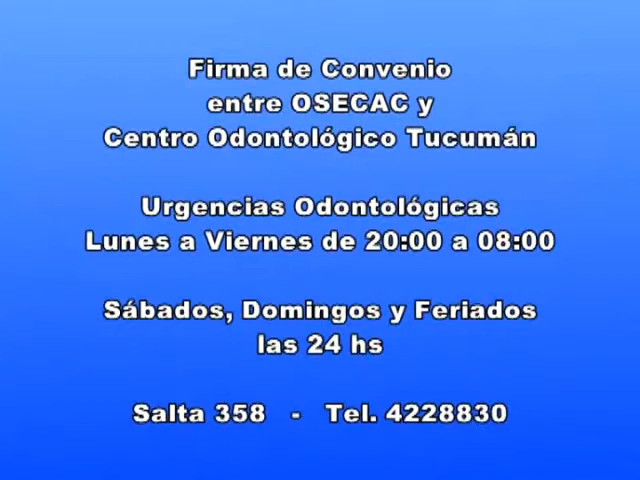 Firma de Convenio
entre OSECAC y
Centro Odontológico Tucumán
Urgencias Odontológicas
Lunes a Viernes de 20:00 a 08:00
Sábados, Domingos y Feriados
las 24 hs
Salta 358 - Tel. 4228830